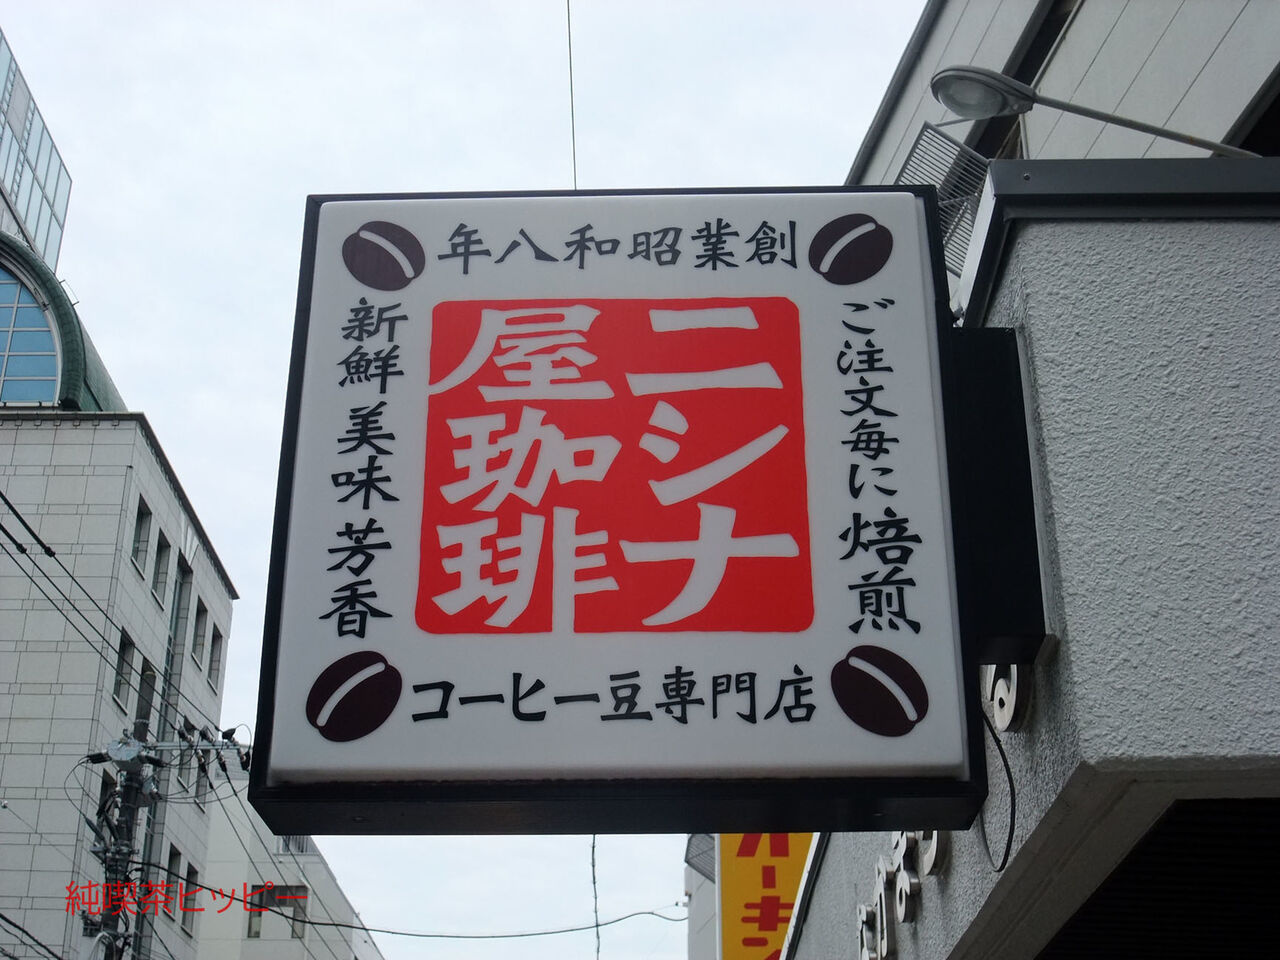 年八和昭業創
ニシナ
屋珈琲
ご注文毎に焙煎
新鮮 美味 芳香
コーヒー豆専門店
純喫茶ヒッピー